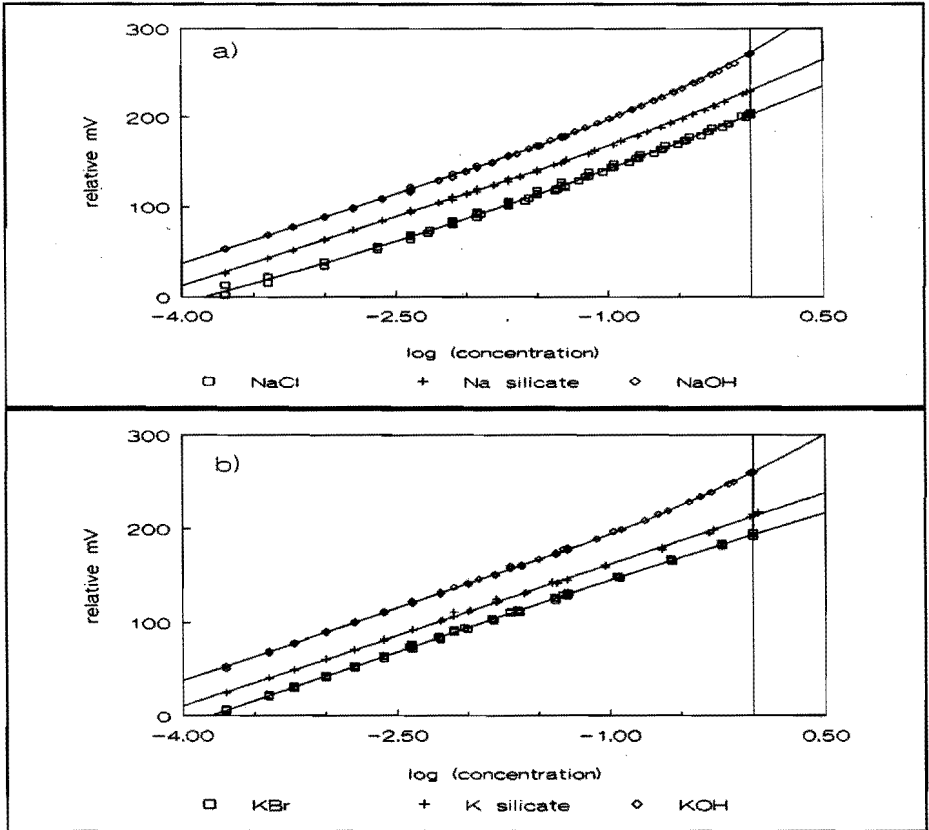 a)
300
200
100
0
relative mV
-4.00 -2.50 -1.00 0.50
log (concentration)
□ NaCl + Na silicate ◇ NaOH
b)
300
200
100
0
relative mV
-4.00 -2.50 -1.00 0.50
log (concentration)
□ KBr + K silicate ◇ KOH